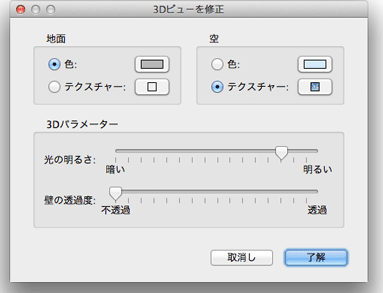 3Dビューを修正
地面
空
色:
色:
テクスチャー:
テクスチャー:
3Dパラメーター
光の明るさ:
暗い
明るい
壁の透過度:
不透過
透過
取消し
了解